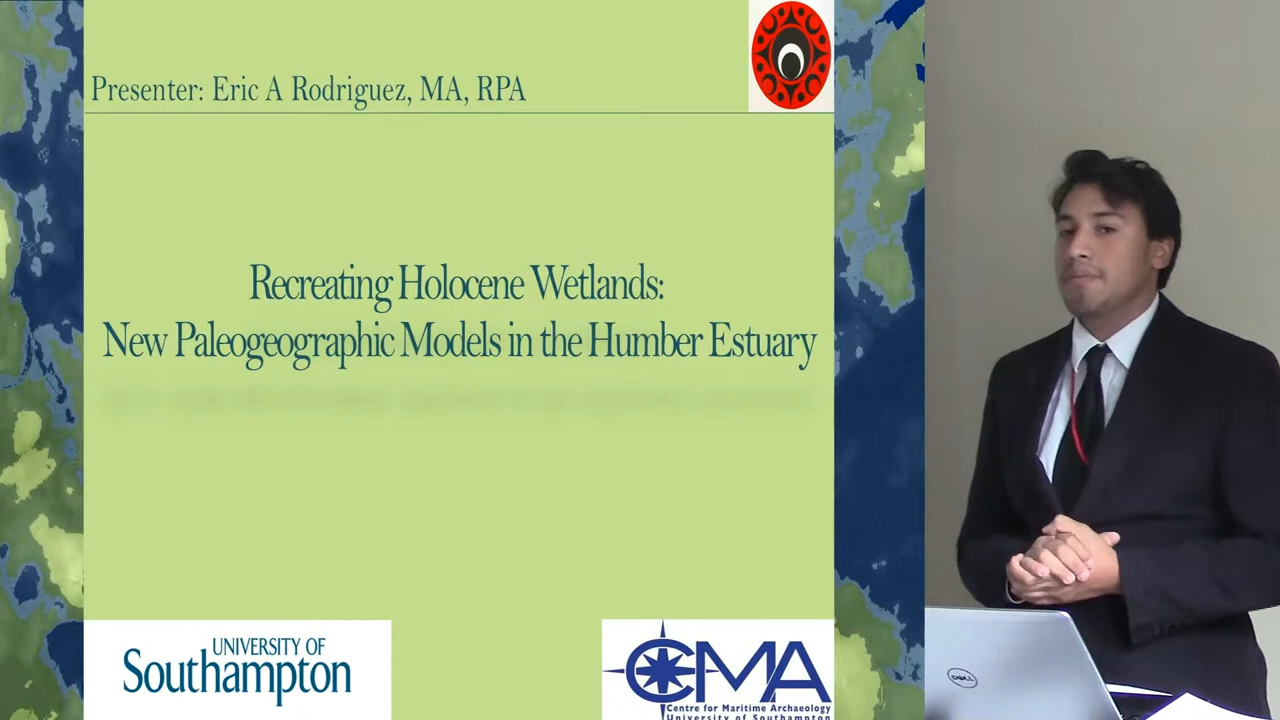 Presenter: Eric A Rodriguez, MA, RPA
Recreating Holocene Wetlands:
New Paleogeographic Models in the Humber Estuary
UNIVERSITY OF
Southampton
CMA
Centre for Maritime Archaeology
University of Southampton
DELL